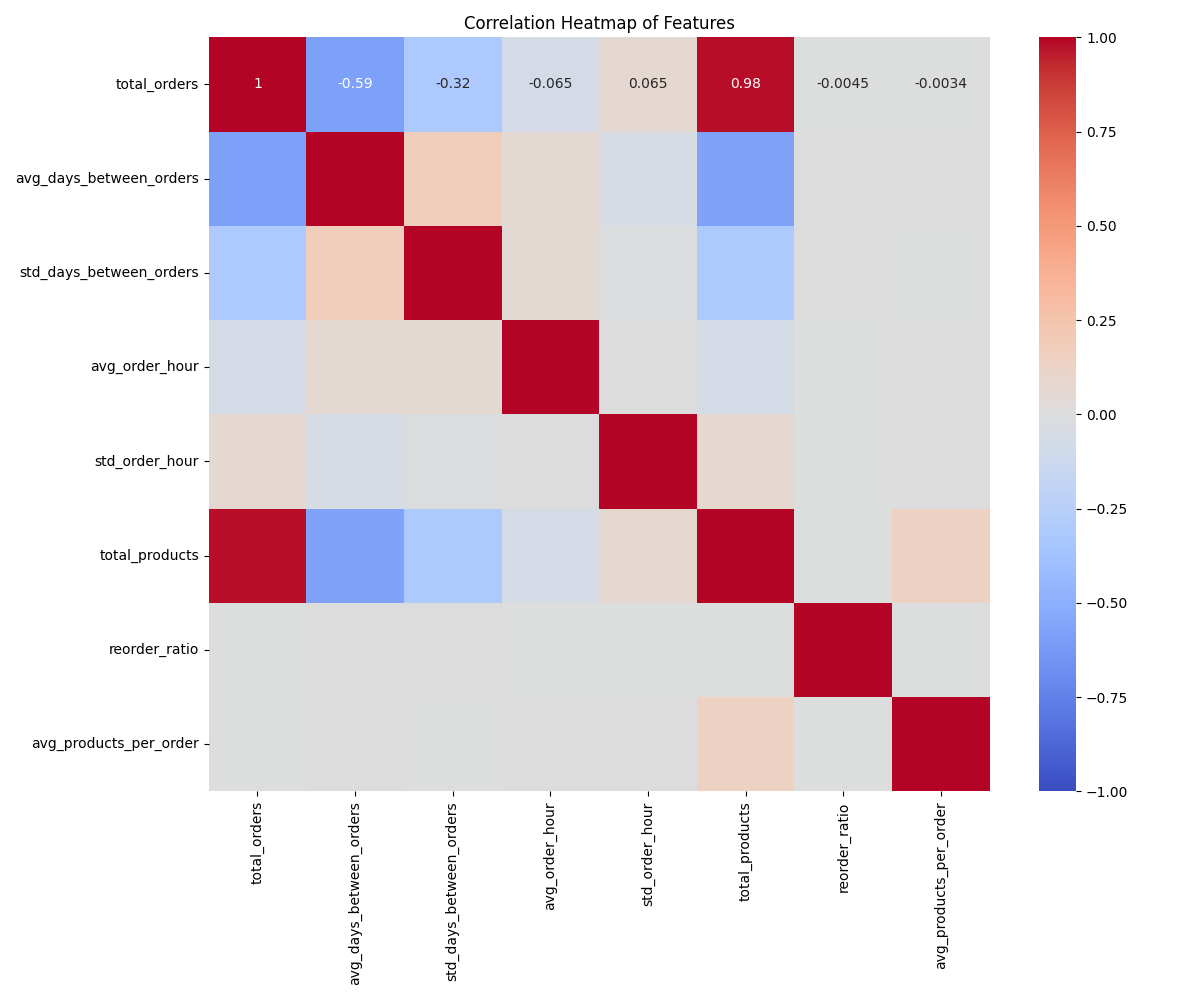 Correlation Heatmap of Features
total_orders
1 -0.59 -0.32 -0.065 0.065 0.98 -0.0045 -0.0034
avg_days_between_orders
std_days_between_orders
avg_order_hour
std_order_hour
total_products
reorder_ratio
avg_products_per_order
total_orders
avg_days_between_orders
std_days_between_orders
avg_order_hour
std_order_hour
total_products
reorder_ratio
avg_products_per_order
1.00
0.75
0.50
0.25
0.00
−0.25
−0.50
−0.75
−1.00